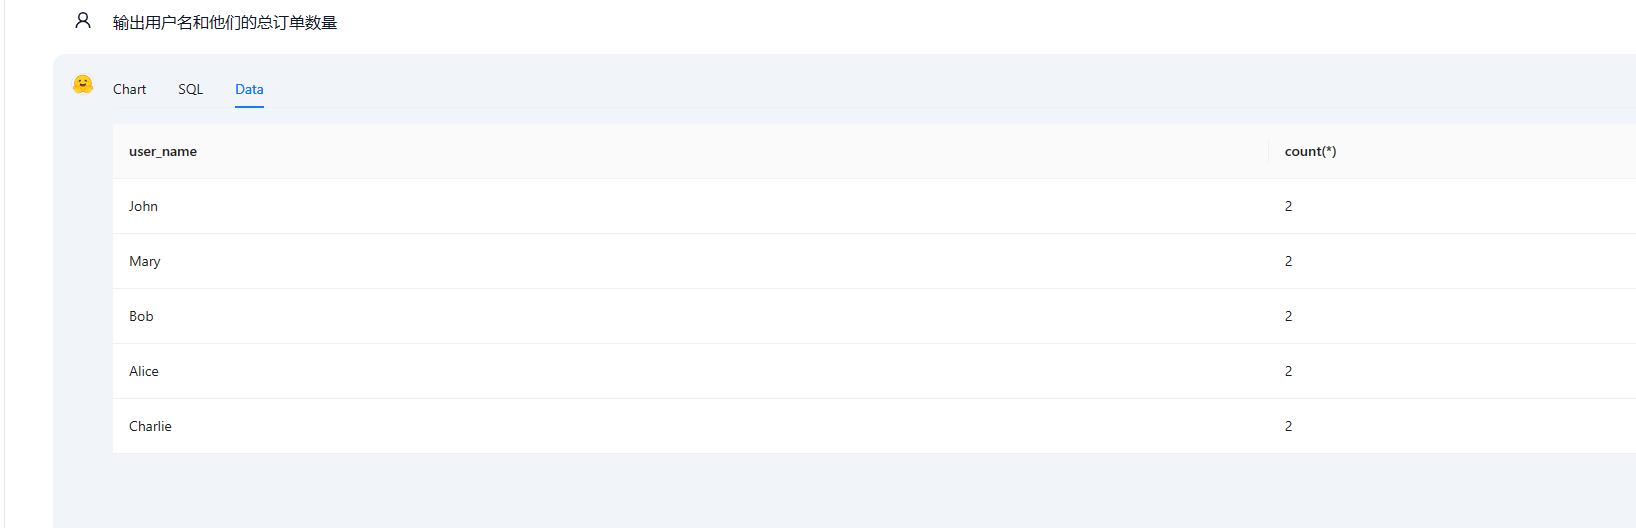 输出用户名和他们的总订单数量
Chart SQL Data
user_name count(*)
John 2
Mary 2
Bob 2
Alice 2
Charlie 2